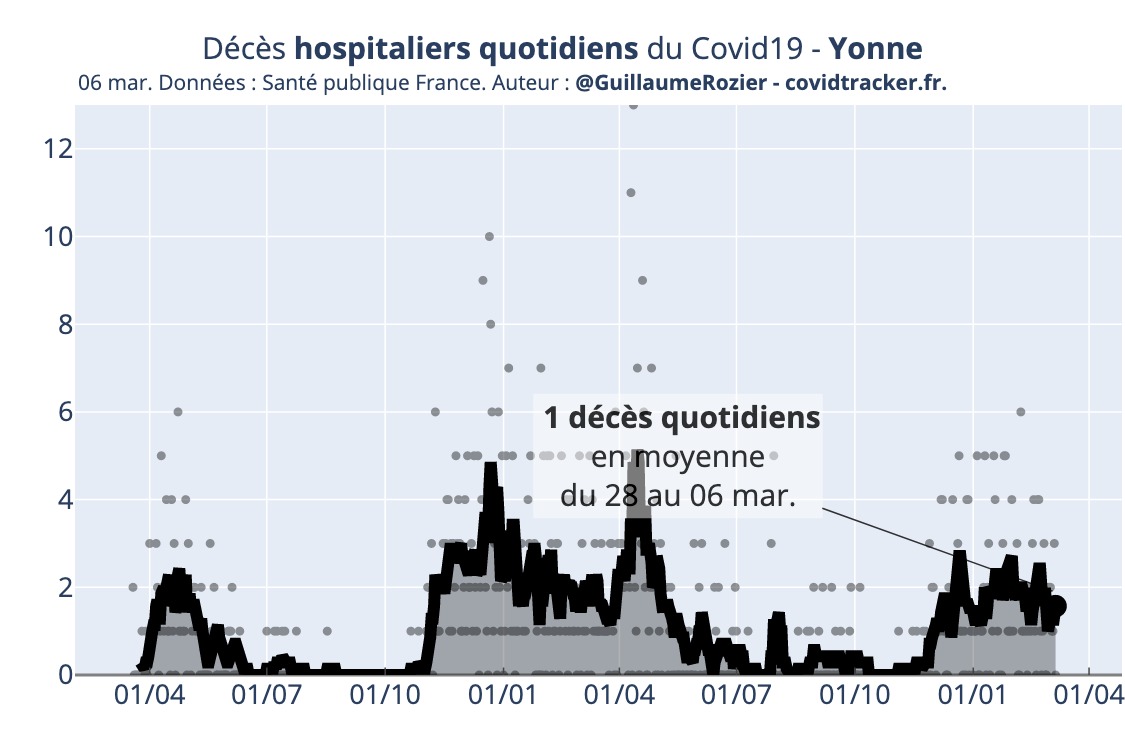 Décès hospitaliers quotidiens du Covid19 - Yonne
06 mar. Données : Santé publique France. Auteur : @GuillaumeRozier - covidtracker.fr.
12
10
8
6
4
2
0
1 décès quotidiens
en moyenne
du 28 au 06 mar.
01/04 01/07 01/10 01/01 01/04 01/07 01/10 01/01 01/04